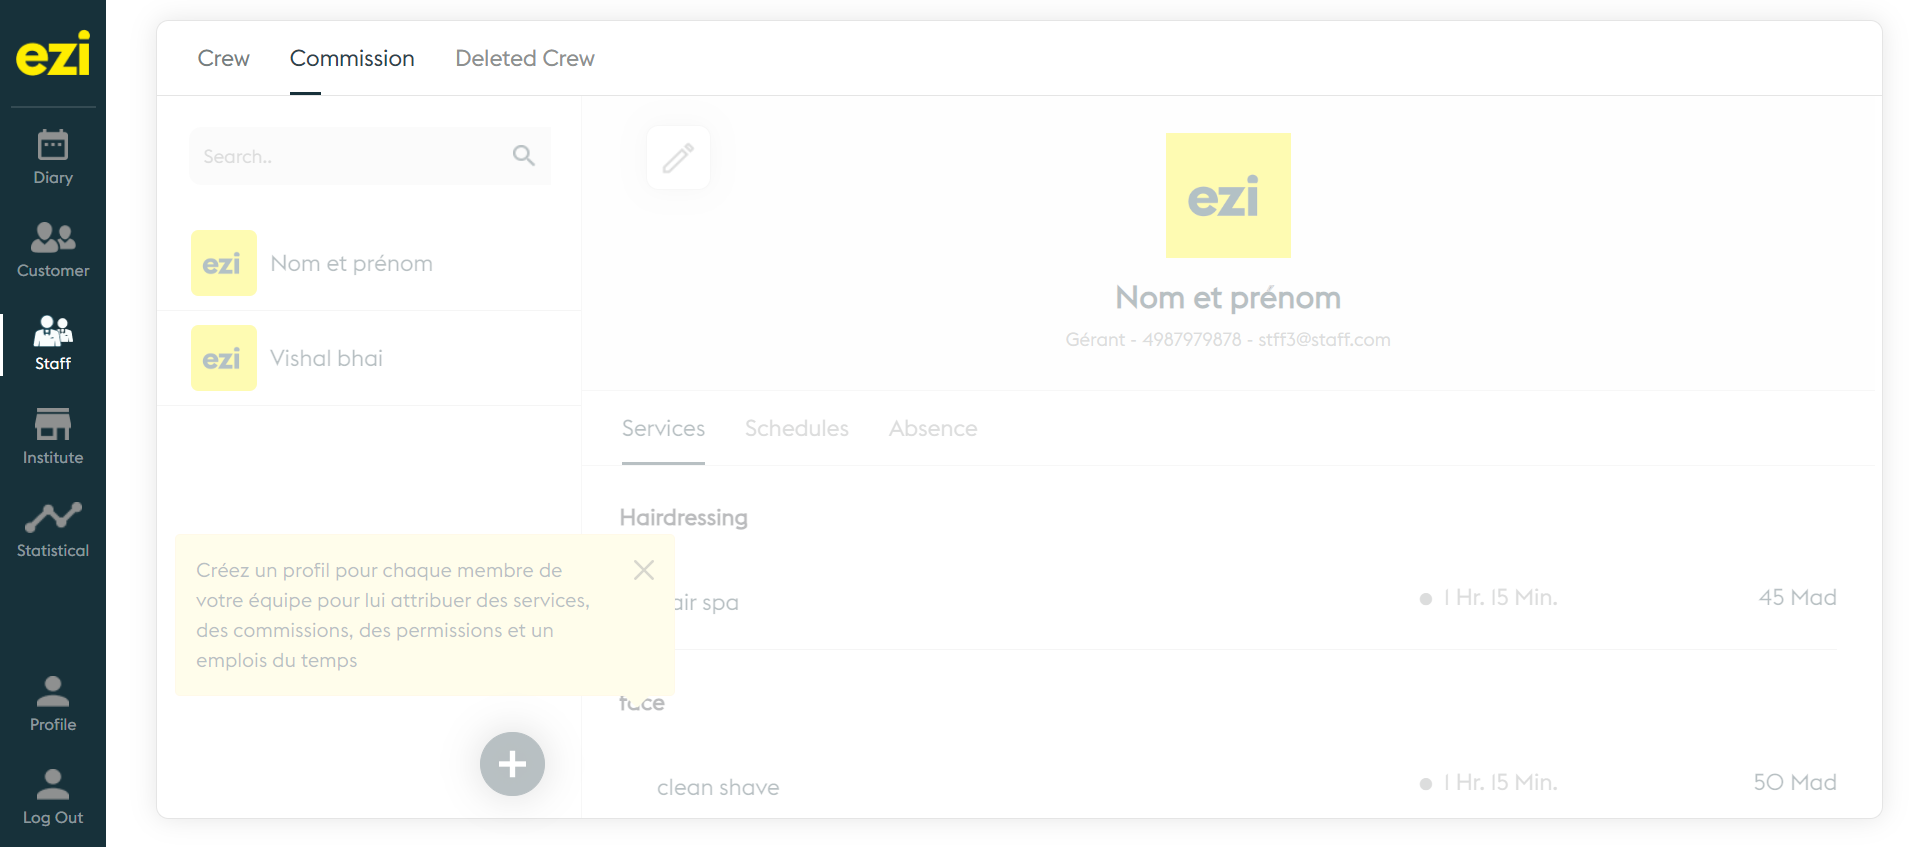 ezi
Diary
Customer
Staff
Institute
Statistical
Profile
Log Out
Crew
Commission
Deleted Crew
Search..
ezi
Nom et prénom
ezi
Vishal bhai
Créez un profil pour chaque membre de
votre équipe pour lui attribuer des services,
des commissions, des permissions et un
emplois du temps
ezi
Nom et prénom
Gérant - 4987979878 - stff3@staff.com
Services
Schedules
Absence
Hairdressing
air spa
1 Hr. 15 Min.
45 Mad
face
clean shave
1 Hr. 15 Min.
50 Mad